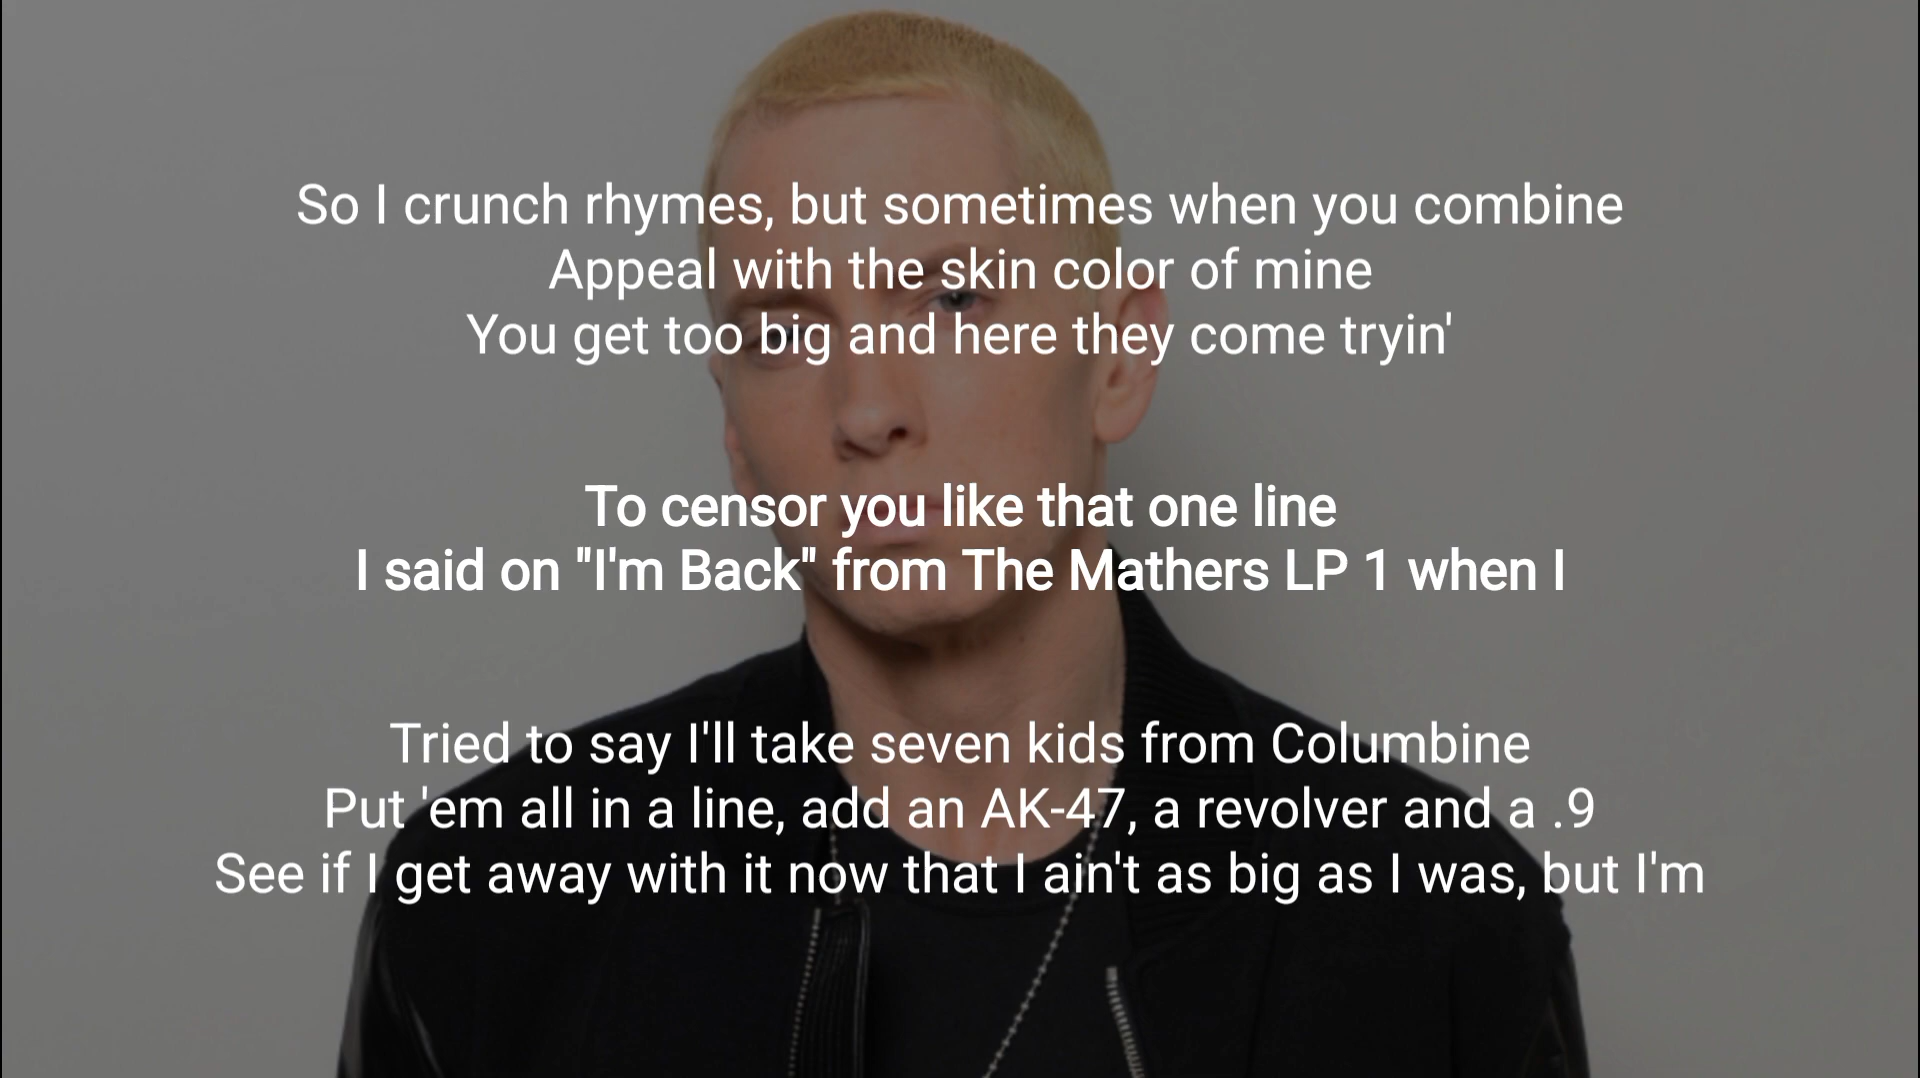 So I crunch rhymes, but sometimes when you combine
Appeal with the skin color of mine
You get too big and here they come tryin'
To censor you like that one line
I said on "I'm Back" from The Mathers LP 1 when I
Tried to say I'll take seven kids from Columbine
Put 'em all in a line, add an AK-47, a revolver and a .9
See if I get away with it now that I ain't as big as I was, but I'm